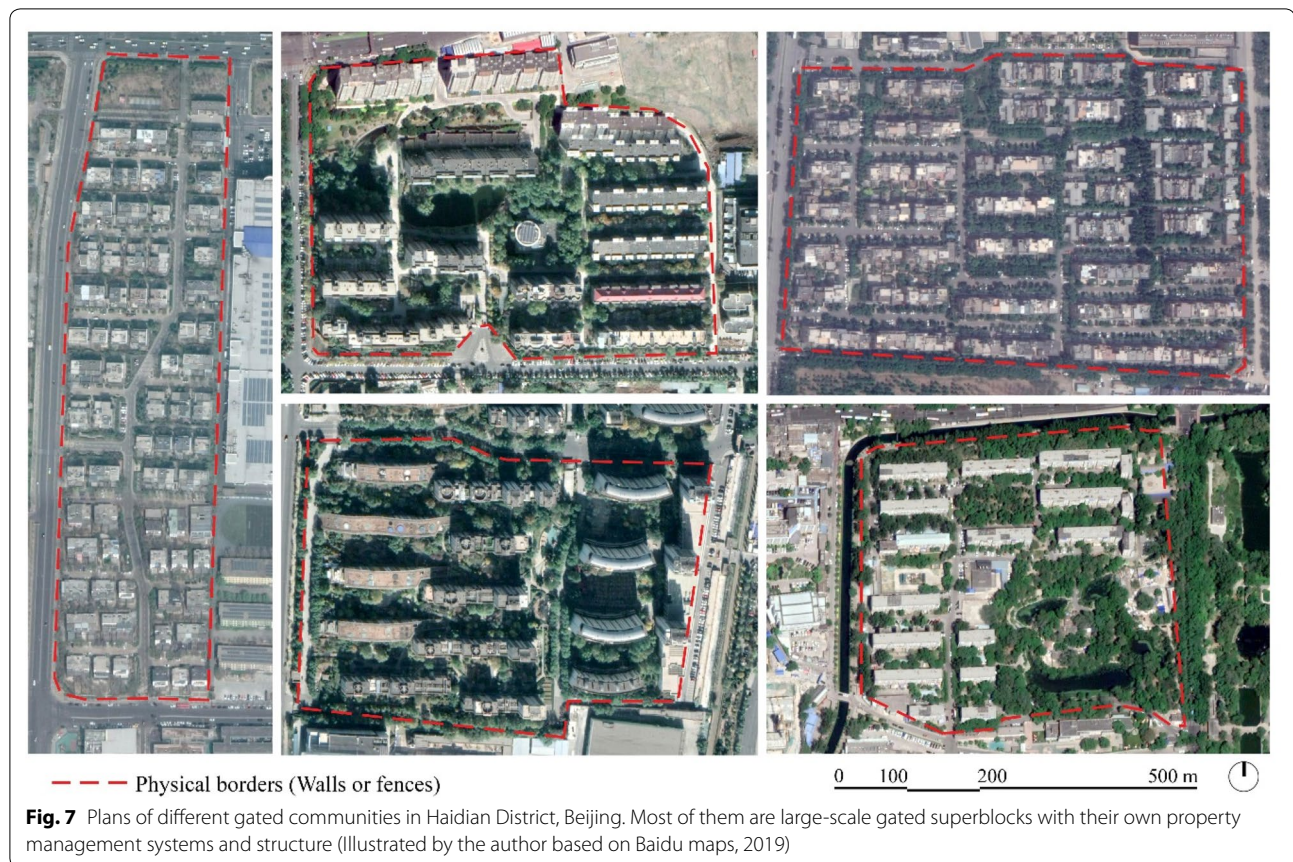 Physical borders (Walls or fences)
0 100 200 500 m
Fig. 7 Plans of different gated communities in Haidian District, Beijing. Most of them are large-scale gated superblocks with their own property
management systems and structure (Illustrated by the author based on Baidu maps, 2019)